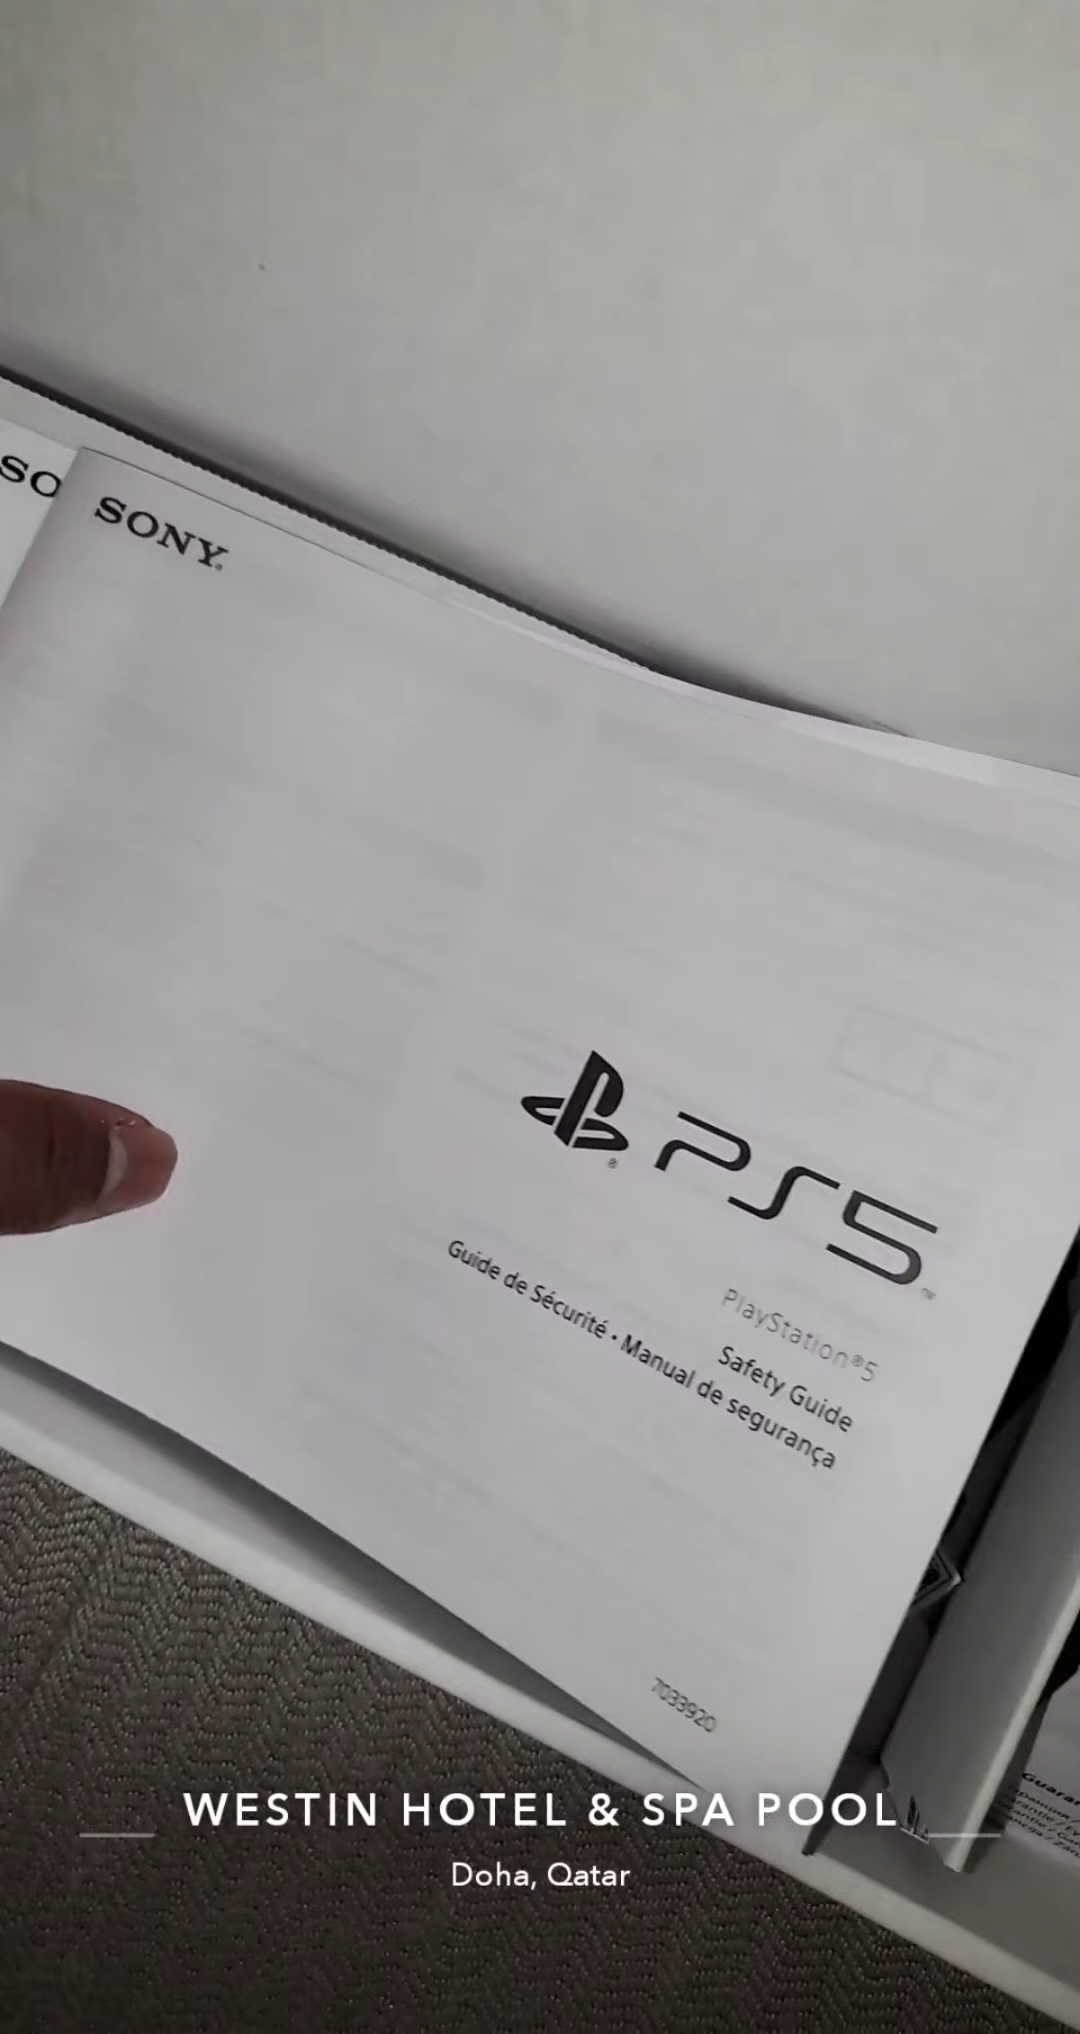 SO
SONY
PS5
PlayStation®5
Safety Guide
Guide de Sécurité • Manual de segurança
7033920
WESTIN HOTEL & SPA POOL
Doha, Qatar